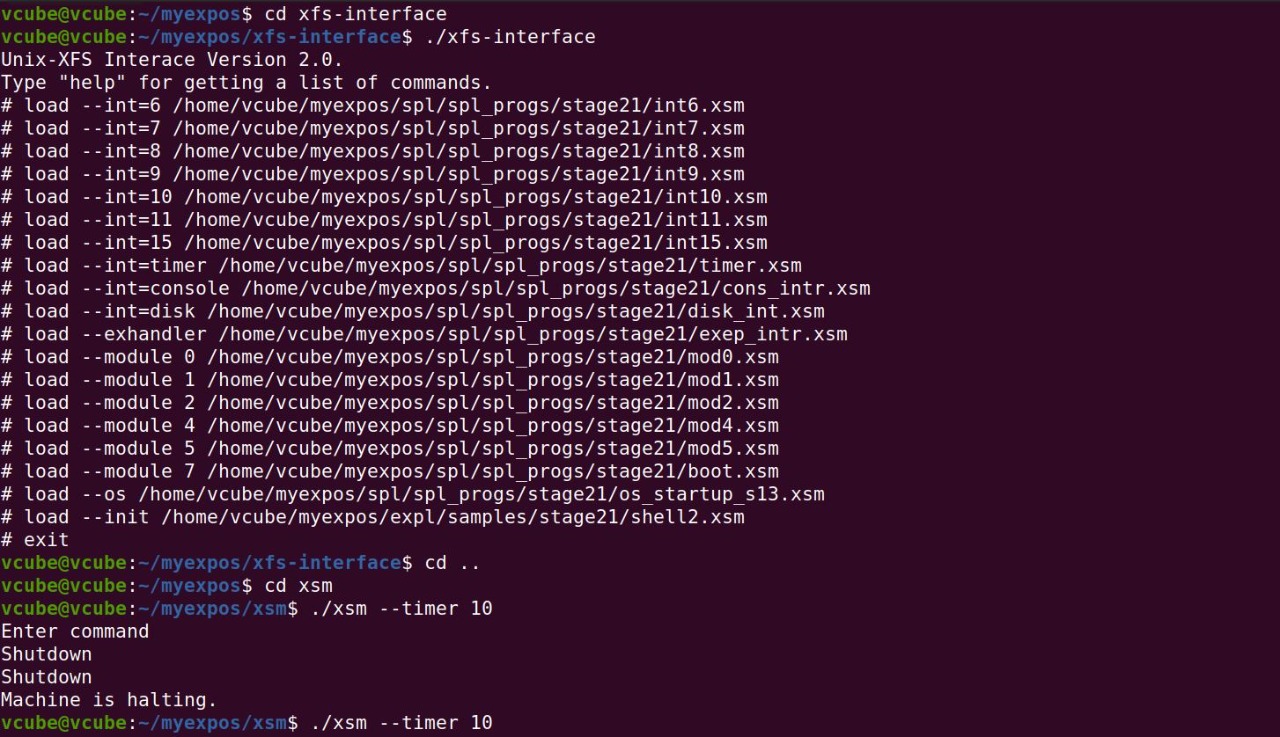 vcube@vcube:~/myexpos$ cd xfs-interface
vcube@vcube:~/myexpos/xfs-interface$ ./xfs-interface
Unix-XFS Interace Version 2.0.
Type "help" for getting a list of commands.
# load --int=6 /home/vcube/myexpos/spl/spl_progs/stage21/int6.xsm
# load --int=7 /home/vcube/myexpos/spl/spl_progs/stage21/int7.xsm
# load --int=8 /home/vcube/myexpos/spl/spl_progs/stage21/int8.xsm
# load --int=9 /home/vcube/myexpos/spl/spl_progs/stage21/int9.xsm
# load --int=10 /home/vcube/myexpos/spl/spl_progs/stage21/int10.xsm
# load --int=11 /home/vcube/myexpos/spl/spl_progs/stage21/int11.xsm
# load --int=15 /home/vcube/myexpos/spl/spl_progs/stage21/int15.xsm
# load --int=timer /home/vcube/myexpos/spl/spl_progs/stage21/timer.xsm
# load --int=console /home/vcube/myexpos/spl/spl_progs/stage21/cons_intr.xsm
# load --int=disk /home/vcube/myexpos/spl/spl_progs/stage21/disk_int.xsm
# load --exhandler /home/vcube/myexpos/spl/spl_progs/stage21/exep_intr.xsm
# load --module 0 /home/vcube/myexpos/spl/spl_progs/stage21/mod0.xsm
# load --module 1 /home/vcube/myexpos/spl/spl_progs/stage21/mod1.xsm
# load --module 2 /home/vcube/myexpos/spl/spl_progs/stage21/mod2.xsm
# load --module 4 /home/vcube/myexpos/spl/spl_progs/stage21/mod4.xsm
# load --module 5 /home/vcube/myexpos/spl/spl_progs/stage21/mod5.xsm
# load --module 7 /home/vcube/myexpos/spl/spl_progs/stage21/boot.xsm
# load --os /home/vcube/myexpos/spl/spl_progs/stage21/os_startup_s13.xsm
# load --init /home/vcube/myexpos/expl/samples/stage21/shell2.xsm
# exit
vcube@vcube:~/myexpos/xfs-interface$ cd ..
vcube@vcube:~/myexpos$ cd xsm
vcube@vcube:~/myexpos/xsm$ ./xsm --timer 10
Enter command
Shutdown
Shutdown
Machine is halting.
vcube@vcube:~/myexpos/xsm$ ./xsm --timer 10